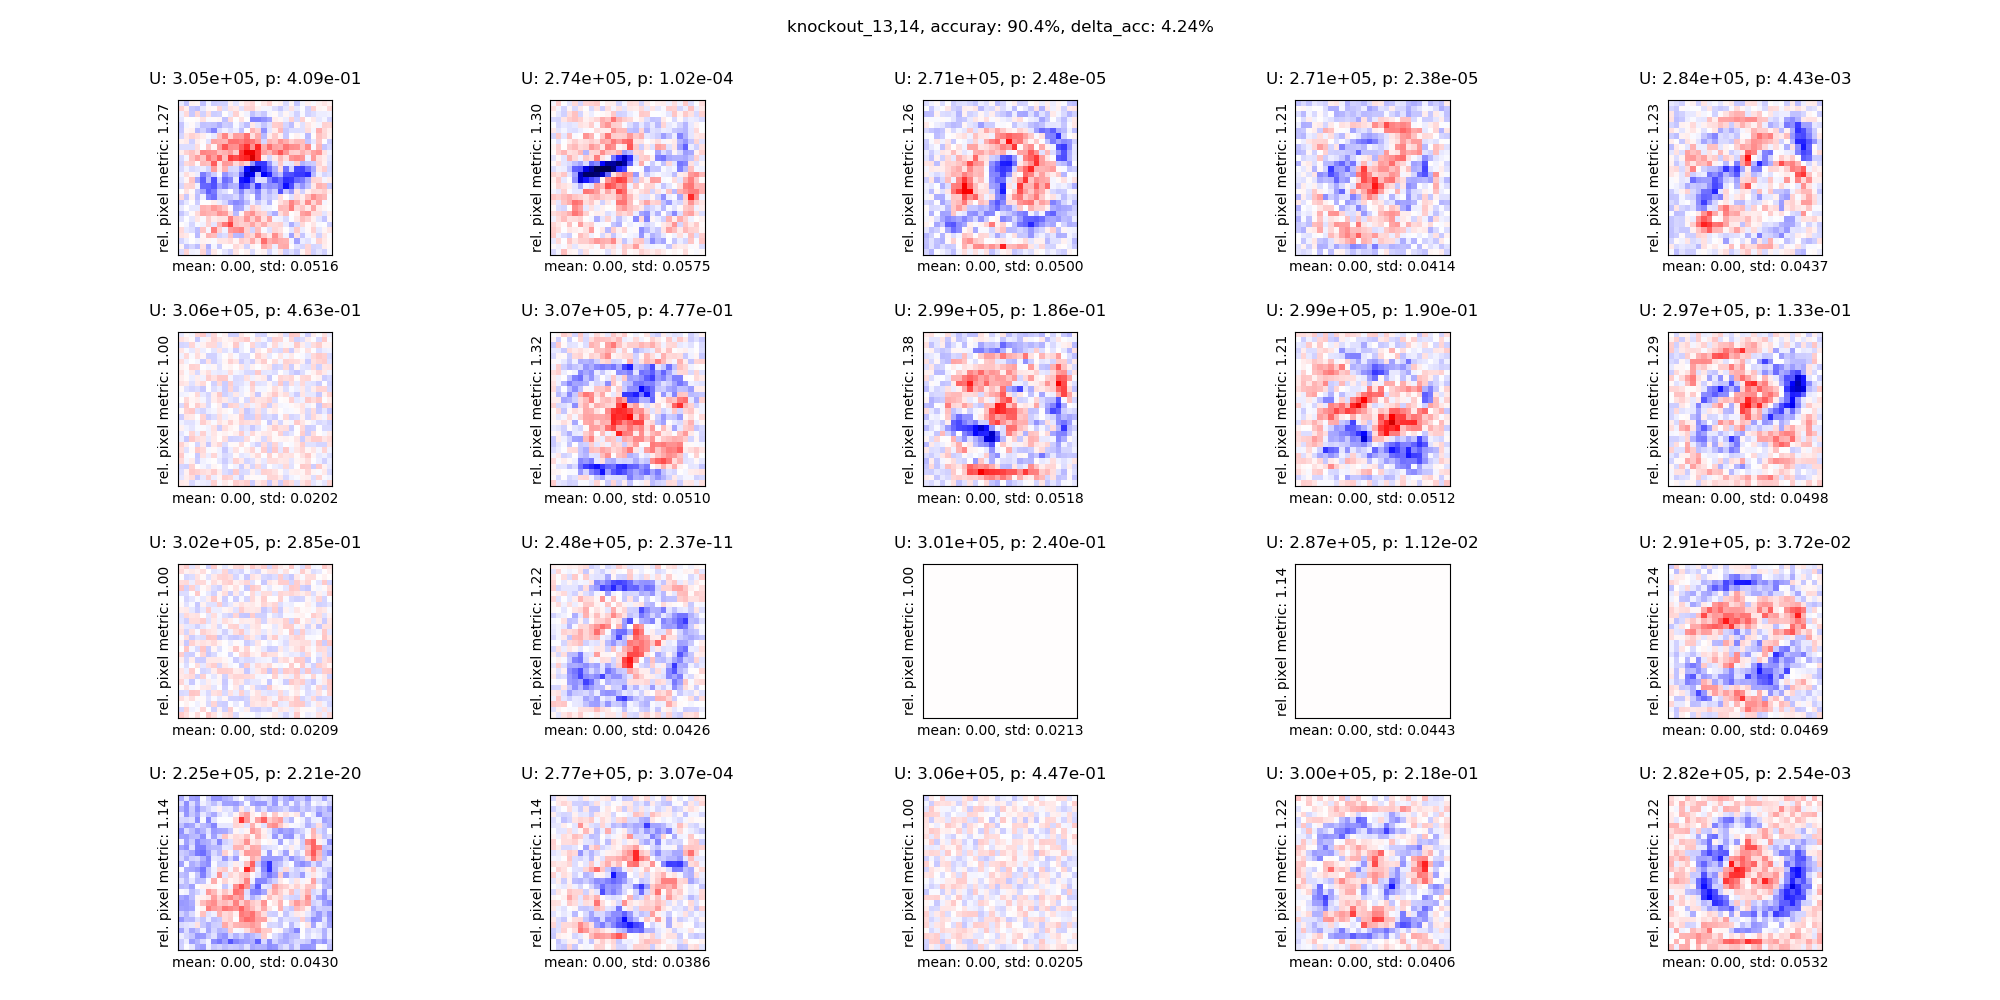 knockout_13,14, accuray: 90.4%, delta_acc: 4.24%
U: 3.05e+05, p: 4.09e-01
rel. pixel metric: 1.27
mean: 0.00, std: 0.0516
U: 2.74e+05, p: 1.02e-04
rel. pixel metric: 1.30
mean: 0.00, std: 0.0575
U: 2.71e+05, p: 2.48e-05
rel. pixel metric: 1.26
mean: 0.00, std: 0.0500
U: 2.71e+05, p: 2.38e-05
rel. pixel metric: 1.21
mean: 0.00, std: 0.0414
U: 2.84e+05, p: 4.43e-03
rel. pixel metric: 1.23
mean: 0.00, std: 0.0437
U: 3.06e+05, p: 4.63e-01
rel. pixel metric: 1.00
mean: 0.00, std: 0.0202
U: 3.07e+05, p: 4.77e-01
rel. pixel metric: 1.32
mean: 0.00, std: 0.0510
U: 2.99e+05, p: 1.86e-01
rel. pixel metric: 1.38
mean: 0.00, std: 0.0518
U: 2.99e+05, p: 1.90e-01
rel. pixel metric: 1.21
mean: 0.00, std: 0.0512
U: 2.97e+05, p: 1.33e-01
rel. pixel metric: 1.29
mean: 0.00, std: 0.0498
U: 3.02e+05, p: 2.85e-01
rel. pixel metric: 1.00
mean: 0.00, std: 0.0209
U: 2.48e+05, p: 2.37e-11
rel. pixel metric: 1.22
mean: 0.00, std: 0.0426
U: 3.01e+05, p: 2.40e-01
rel. pixel metric: 1.00
mean: 0.00, std: 0.0213
U: 2.87e+05, p: 1.12e-02
rel. pixel metric: 1.14
mean: 0.00, std: 0.0443
U: 2.91e+05, p: 3.72e-02
rel. pixel metric: 1.24
mean: 0.00, std: 0.0469
U: 2.25e+05, p: 2.21e-20
rel. pixel metric: 1.14
mean: 0.00, std: 0.0430
U: 2.77e+05, p: 3.07e-04
rel. pixel metric: 1.14
mean: 0.00, std: 0.0386
U: 3.06e+05, p: 4.47e-01
rel. pixel metric: 1.00
mean: 0.00, std: 0.0205
U: 3.00e+05, p: 2.18e-01
rel. pixel metric: 1.22
mean: 0.00, std: 0.0406
U: 2.82e+05, p: 2.54e-03
rel. pixel metric: 1.22
mean: 0.00, std: 0.0532